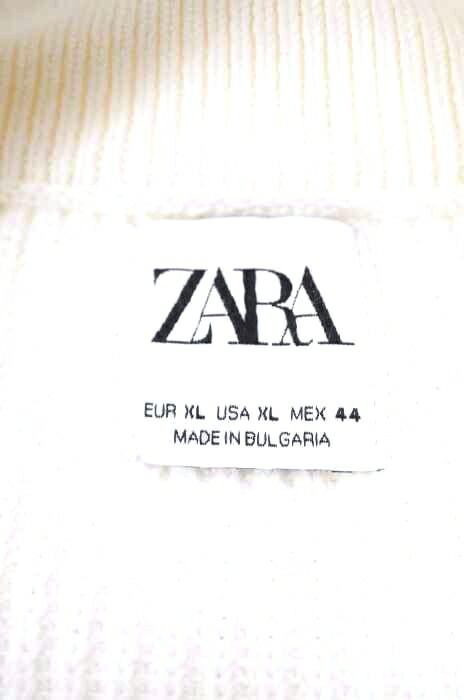 ZARA
EUR XL USA XL MEX 44
MADE IN BULGARIA